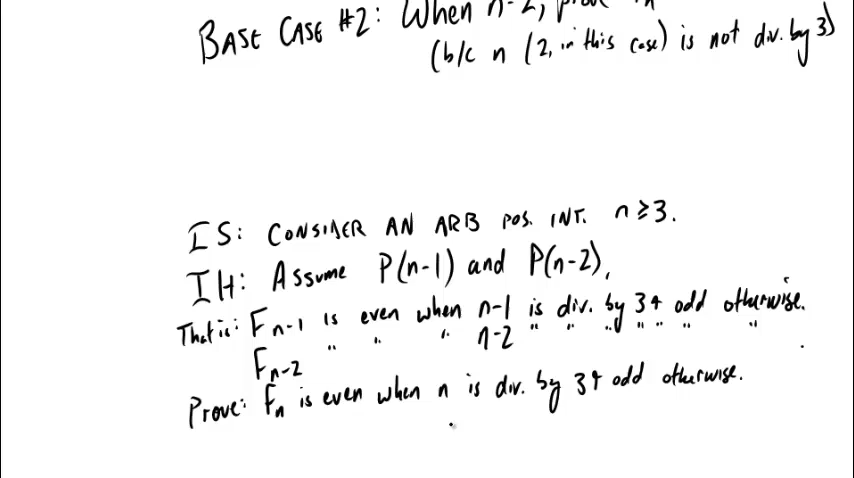 BASE CASE #2: When n=2, prove
(b/c n (2, in this case) is not div. by 3)
IS: CONSIDER AN ARB POS. INT. n ≥ 3.
IH: Assume P(n-1) and P(n-2),
That is: F n-1 is even when n-1 is div. by 3 & odd otherwise.
F n-2 " " " n-2 " " " " " " "
Prove: Fn is even when n is div. by 3 & odd otherwise.